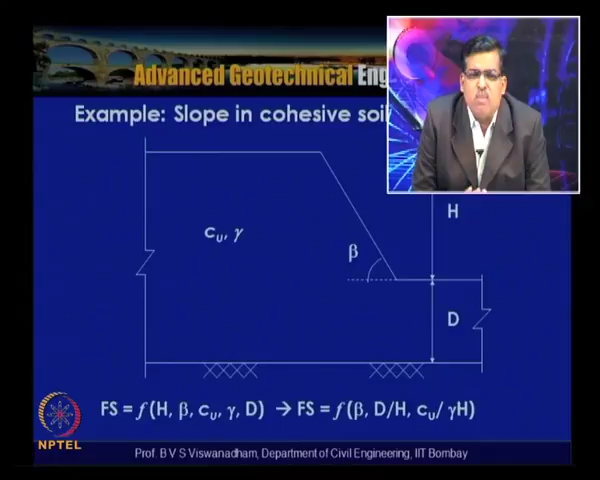 Advanced Geotechnical
Example: Slope in cohesive soil
H
cᵤ, γ
β
D
FS = f (H, β, cᵤ, γ, D) → FS = f (β, D/H, cᵤ/ γH)
NPTEL
Prof. B V S Viswanadham, Department of Civil Engineering, IIT Bombay